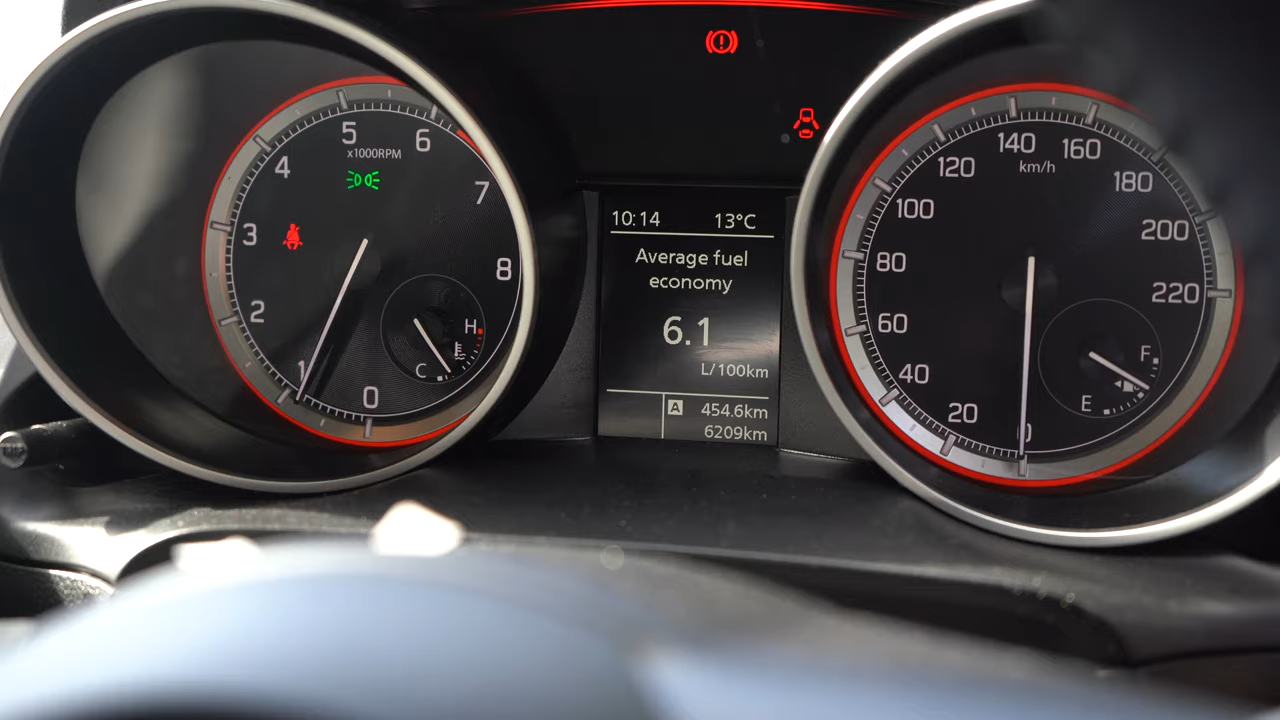 5
6
x1000RPM
4
7
3
8
2
H
C
1
0
10:14 13°C
Average fuel
economy
6.1
L/100km
A 454.6km
6209km
140
160
km/h
120
180
100
200
80
220
60
F
40
E
20
0